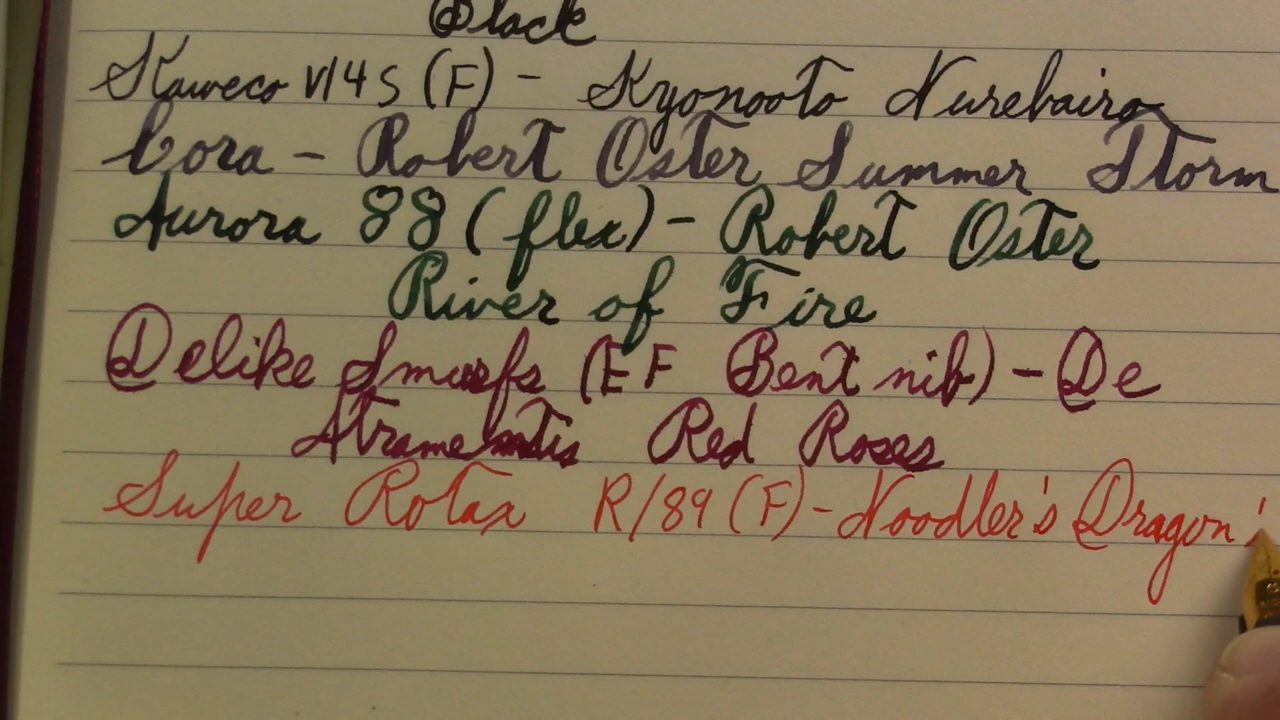 Black
Kaweco V14 S (F) - Kyonooto Nurebairo
Cora - Robert Oster Summer Storm
Aurora 88 (flex) - Robert Oster
River of Fire
Delike Smurfs (EF Bent nib) - De
Atramentis Red Roses
Super Rotax R/89 (F) - Noodler's Dragon's